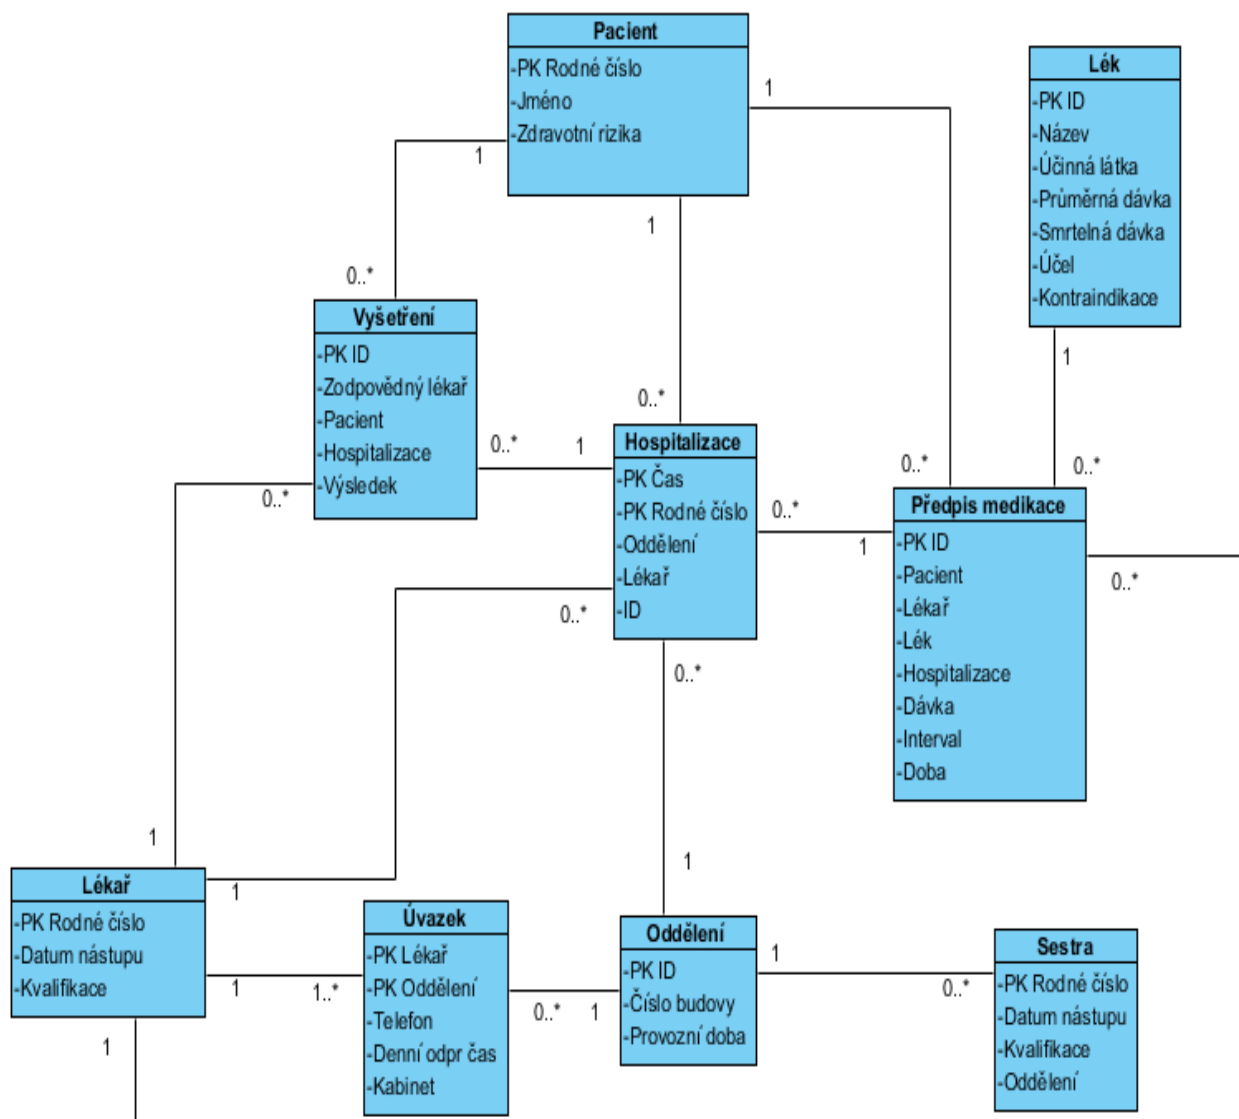 Pacient
-PK Rodné číslo
-Jméno
-Zdravotní rizika
1
1
1
0..*
0..*
0..*
Lék
-PK ID
-Název
-Účinná látka
-Průměrná dávka
-Smrtelná dávka
-Účel
-Kontraindikace
1
0..*
Vyšetření
-PK ID
-Zodpovědný lékař
-Pacient
-Hospitalizace
-Výsledek
0..*
1
0..*
Hospitalizace
-PK Čas
-PK Rodné číslo
-Oddělení
-Lékař
-ID
0..*
1
0..*
0..*
Předpis medikace
-PK ID
-Pacient
-Lékař
-Lék
-Hospitalizace
-Dávka
-Interval
-Doba
0..*
1
1
1
Lékař
-PK Rodné číslo
-Datum nástupu
-Kvalifikace
1
1..*
1
Úvazek
-PK Lékař
-PK Oddělení
-Telefon
-Denní odpr čas
-Kabinet
0..*
1
Oddělení
-PK ID
-Číslo budovy
-Provozní doba
1
0..*
Sestra
-PK Rodné číslo
-Datum nástupu
-Kvalifikace
-Oddělení